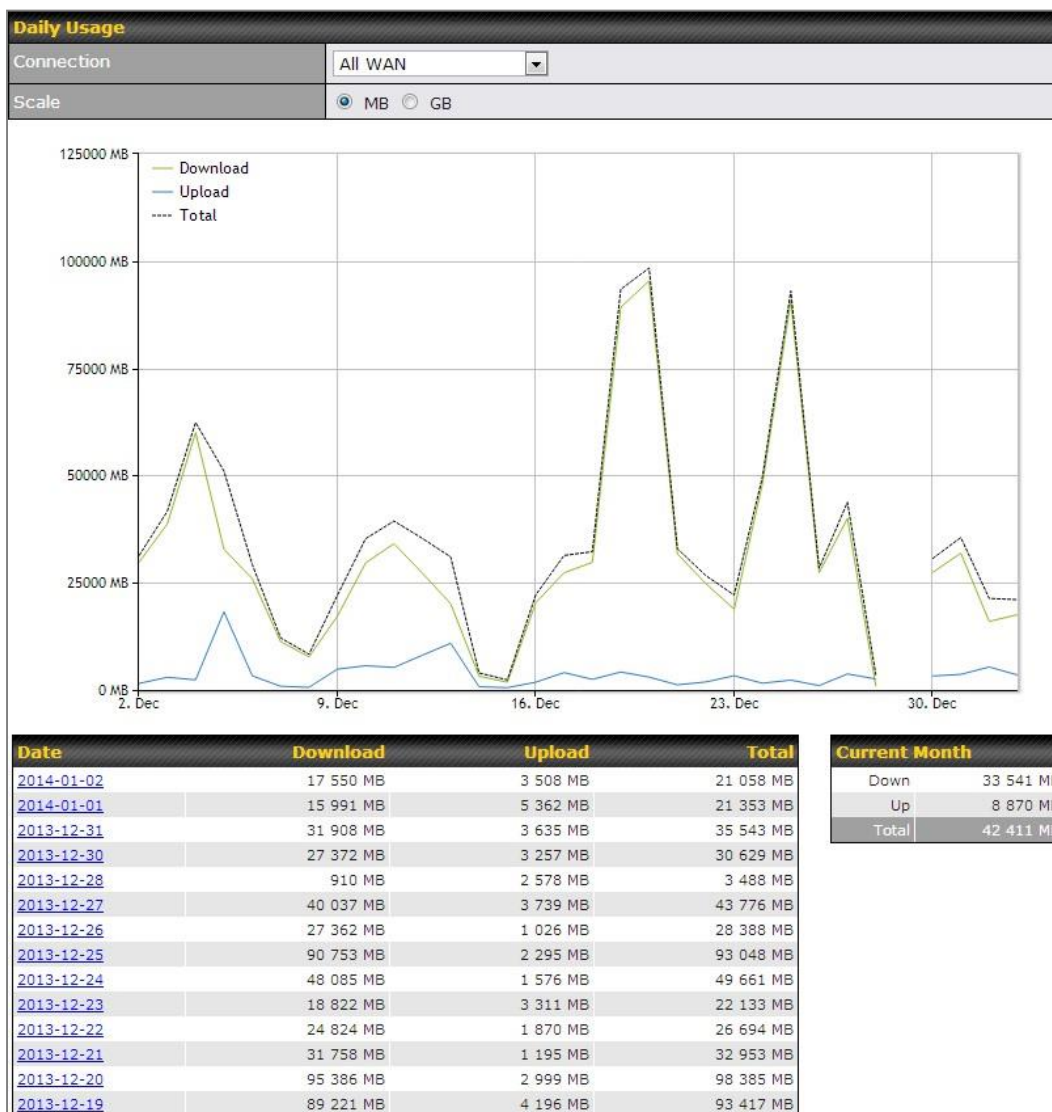 Daily Usage
Connection All WAN
Scale MB GB
125000 MB
Download
Upload
Total
100000 MB
75000 MB
50000 MB
25000 MB
0 MB
2. Dec 9. Dec 16. Dec 23. Dec 30. Dec
Date Download Upload Total
2014-01-02 17 550 MB 3 508 MB 21 058 MB
2014-01-01 15 991 MB 5 362 MB 21 353 MB
2013-12-31 31 908 MB 3 635 MB 35 543 MB
2013-12-30 27 372 MB 3 257 MB 30 629 MB
2013-12-28 910 MB 2 578 MB 3 488 MB
2013-12-27 40 037 MB 3 739 MB 43 776 MB
2013-12-26 27 362 MB 1 026 MB 28 388 MB
2013-12-25 90 753 MB 2 295 MB 93 048 MB
2013-12-24 48 085 MB 1 576 MB 49 661 MB
2013-12-23 18 822 MB 3 311 MB 22 133 MB
2013-12-22 24 824 MB 1 870 MB 26 694 MB
2013-12-21 31 758 MB 1 195 MB 32 953 MB
2013-12-20 95 386 MB 2 999 MB 98 385 MB
2013-12-19 89 221 MB 4 196 MB 93 417 MB
Current Month
Down 33 541 M
Up 8 870 M
Total 42 411 M